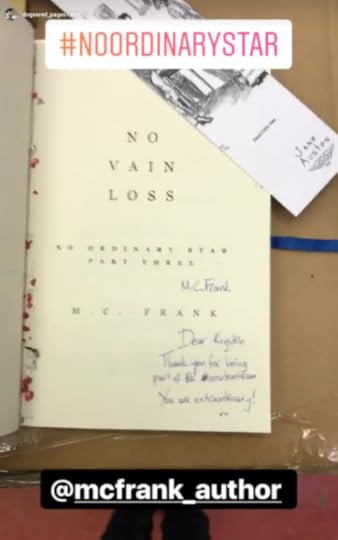 #NOORDINARYSTAR
JANE
AUSTEN
NO
VAIN
LOSS
NO ORDINARY STAR
PART THREE
M.C. Frank
M. C. FRANK
Dear
Thank you for being
part of the
You are extraordinary!
@mcfrank_author